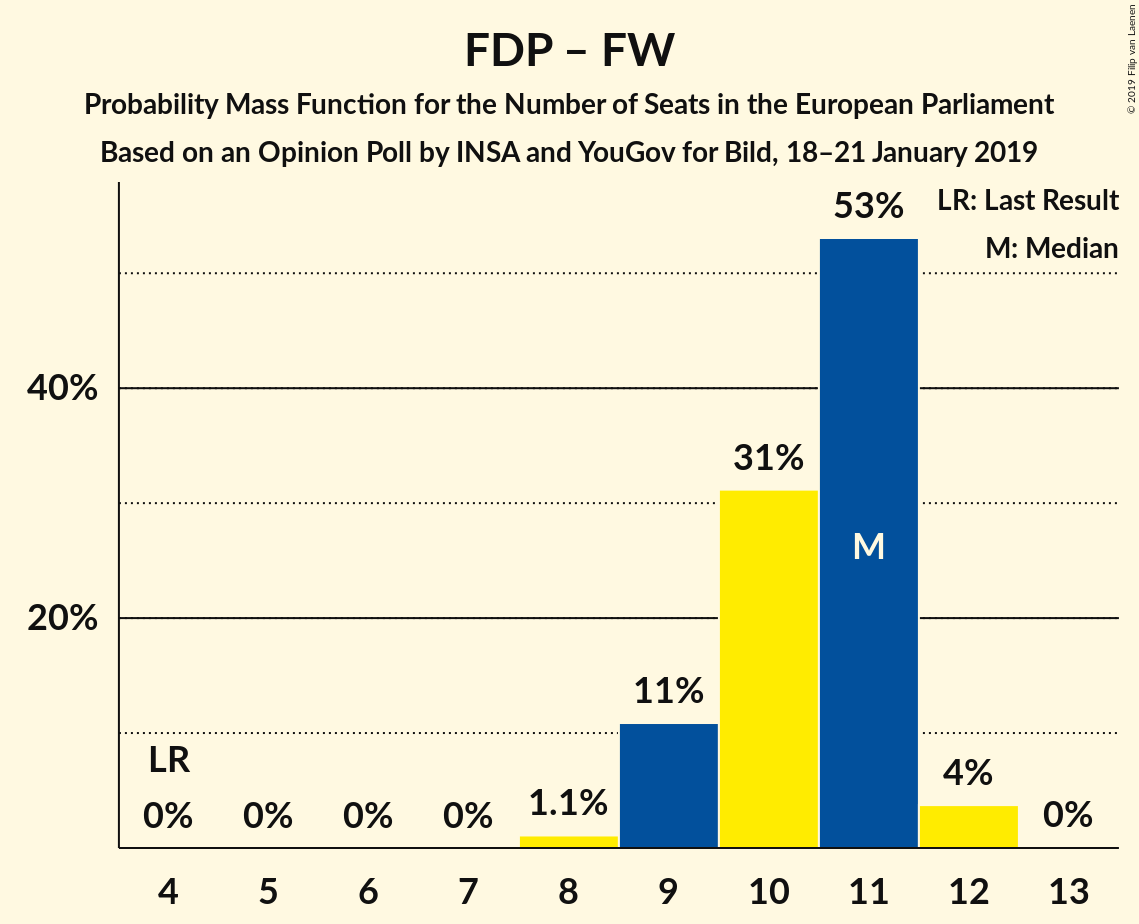 FDP – FW
Probability Mass Function for the Number of Seats in the European Parliament
Based on an Opinion Poll by INSA and YouGov for Bild, 18–21 January 2019
© 2019 Filip van Laenen
LR: Last Result
M: Median
53%
40%
31%
M
20%
11%
LR
4%
1.1%
0% 0% 0% 0% 0%
4 5 6 7 8 9 10 11 12 13